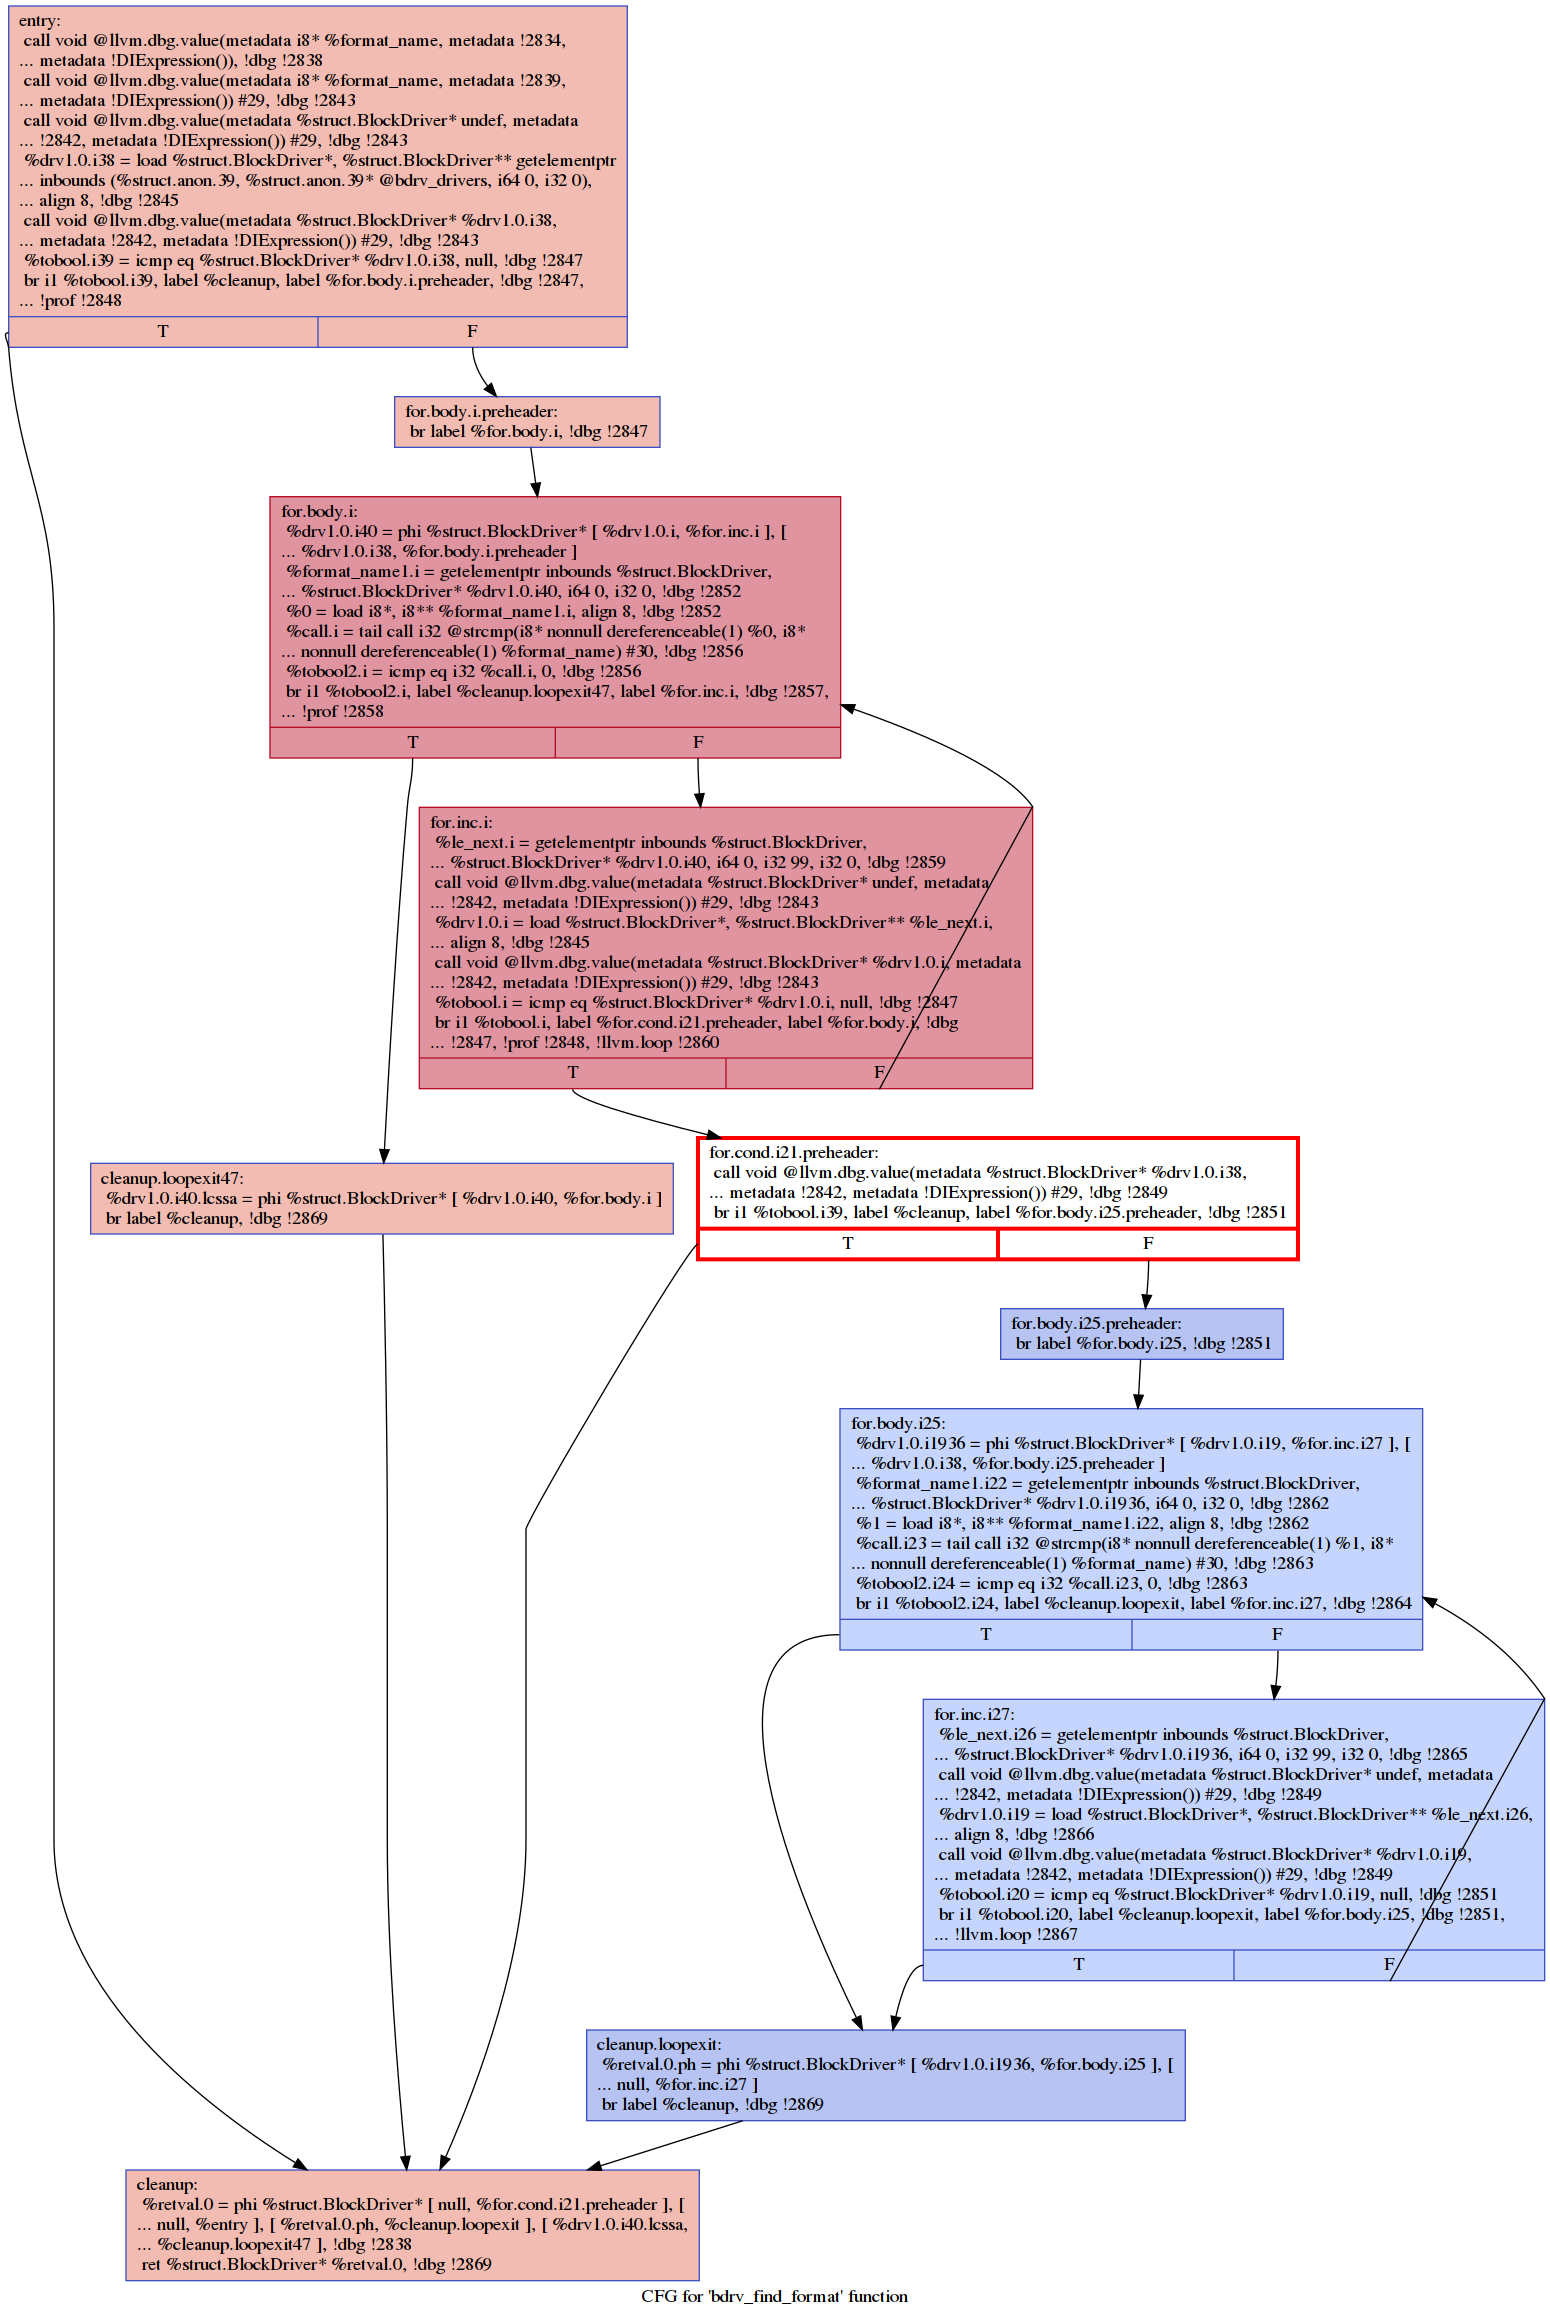 entry:
call void @llvm.dbg.value(metadata i8* %format_name, metadata !2834,
... metadata !DIExpression()), !dbg !2838
call void @llvm.dbg.value(metadata i8* %format_name, metadata !2839,
... metadata !DIExpression()) #29, !dbg !2843
call void @llvm.dbg.value(metadata %struct.BlockDriver* undef, metadata
... !2842, metadata !DIExpression()) #29, !dbg !2843
%drv1.0.i38 = load %struct.BlockDriver*, %struct.BlockDriver** getelementptr
... inbounds (%struct.anon.39, %struct.anon.39* @bdrv_drivers, i64 0, i32 0),
... align 8, !dbg !2845
call void @llvm.dbg.value(metadata %struct.BlockDriver* %drv1.0.i38,
... metadata !2842, metadata !DIExpression()) #29, !dbg !2843
%tobool.i39 = icmp eq %struct.BlockDriver* %drv1.0.i38, null, !dbg !2847
br i1 %tobool.i39, label %cleanup, label %for.body.i.preheader, !dbg !2847,
... !prof !2848
T F
for.body.i.preheader:
br label %for.body.i, !dbg !2847
for.body.i:
%drv1.0.i40 = phi %struct.BlockDriver* [ %drv1.0.i, %for.inc.i ], [
... %drv1.0.i38, %for.body.i.preheader ]
%format_name1.i = getelementptr inbounds %struct.BlockDriver,
... %struct.BlockDriver* %drv1.0.i40, i64 0, i32 0, !dbg !2852
%0 = load i8*, i8** %format_name1.i, align 8, !dbg !2852
%call.i = tail call i32 @strcmp(i8* nonnull dereferenceable(1) %0, i8*
... nonnull dereferenceable(1) %format_name) #30, !dbg !2856
%tobool2.i = icmp eq i32 %call.i, 0, !dbg !2856
br i1 %tobool2.i, label %cleanup.loopexit47, label %for.inc.i, !dbg !2857,
... !prof !2858
T F
for.inc.i:
%le_next.i = getelementptr inbounds %struct.BlockDriver,
... %struct.BlockDriver* %drv1.0.i40, i64 0, i32 99, i32 0, !dbg !2859
call void @llvm.dbg.value(metadata %struct.BlockDriver* undef, metadata
... !2842, metadata !DIExpression()) #29, !dbg !2843
%drv1.0.i = load %struct.BlockDriver*, %struct.BlockDriver** %le_next.i,
... align 8, !dbg !2845
call void @llvm.dbg.value(metadata %struct.BlockDriver* %drv1.0.i, metadata
... !2842, metadata !DIExpression()) #29, !dbg !2843
%tobool.i = icmp eq %struct.BlockDriver* %drv1.0.i, null, !dbg !2847
br i1 %tobool.i, label %for.cond.i21.preheader, label %for.body.i, !dbg
... !2847, !prof !2848, !llvm.loop !2860
T F
for.cond.i21.preheader:
call void @llvm.dbg.value(metadata %struct.BlockDriver* %drv1.0.i38,
... metadata !2842, metadata !DIExpression()) #29, !dbg !2849
br i1 %tobool.i39, label %cleanup, label %for.body.i25.preheader, !dbg !2851
T F
cleanup.loopexit47:
%drv1.0.i40.lcssa = phi %struct.BlockDriver* [ %drv1.0.i40, %for.body.i ]
br label %cleanup, !dbg !2869
for.body.i25.preheader:
br label %for.body.i25, !dbg !2851
for.body.i25:
%drv1.0.i1936 = phi %struct.BlockDriver* [ %drv1.0.i19, %for.inc.i27 ], [
... %drv1.0.i38, %for.body.i25.preheader ]
%format_name1.i22 = getelementptr inbounds %struct.BlockDriver,
... %struct.BlockDriver* %drv1.0.i1936, i64 0, i32 0, !dbg !2862
%1 = load i8*, i8** %format_name1.i22, align 8, !dbg !2862
%call.i23 = tail call i32 @strcmp(i8* nonnull dereferenceable(1) %1, i8*
... nonnull dereferenceable(1) %format_name) #30, !dbg !2863
%tobool2.i24 = icmp eq i32 %call.i23, 0, !dbg !2863
br i1 %tobool2.i24, label %cleanup.loopexit, label %for.inc.i27, !dbg !2864
T F
for.inc.i27:
%le_next.i26 = getelementptr inbounds %struct.BlockDriver,
... %struct.BlockDriver* %drv1.0.i1936, i64 0, i32 99, i32 0, !dbg !2865
call void @llvm.dbg.value(metadata %struct.BlockDriver* undef, metadata
... !2842, metadata !DIExpression()) #29, !dbg !2849
%drv1.0.i19 = load %struct.BlockDriver*, %struct.BlockDriver** %le_next.i26,
... align 8, !dbg !2866
call void @llvm.dbg.value(metadata %struct.BlockDriver* %drv1.0.i19,
... metadata !2842, metadata !DIExpression()) #29, !dbg !2849
%tobool.i20 = icmp eq %struct.BlockDriver* %drv1.0.i19, null, !dbg !2851
br i1 %tobool.i20, label %cleanup.loopexit, label %for.body.i25, !dbg !2851,
... !llvm.loop !2867
T F
cleanup.loopexit:
%retval.0.ph = phi %struct.BlockDriver* [ %drv1.0.i1936, %for.body.i25 ], [
... null, %for.inc.i27 ]
br label %cleanup, !dbg !2869
cleanup:
%retval.0 = phi %struct.BlockDriver* [ null, %for.cond.i21.preheader ], [
... null, %entry ], [ %retval.0.ph, %cleanup.loopexit ], [ %drv1.0.i40.lcssa,
... %cleanup.loopexit47 ], !dbg !2838
ret %struct.BlockDriver* %retval.0, !dbg !2869
CFG for 'bdrv_find_format' function